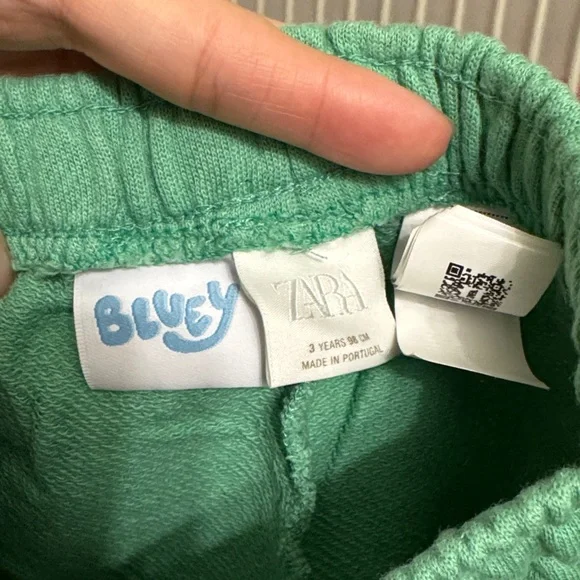 BLUEY
ZARA
3 YEARS 98 CM
MADE IN PORTUGAL